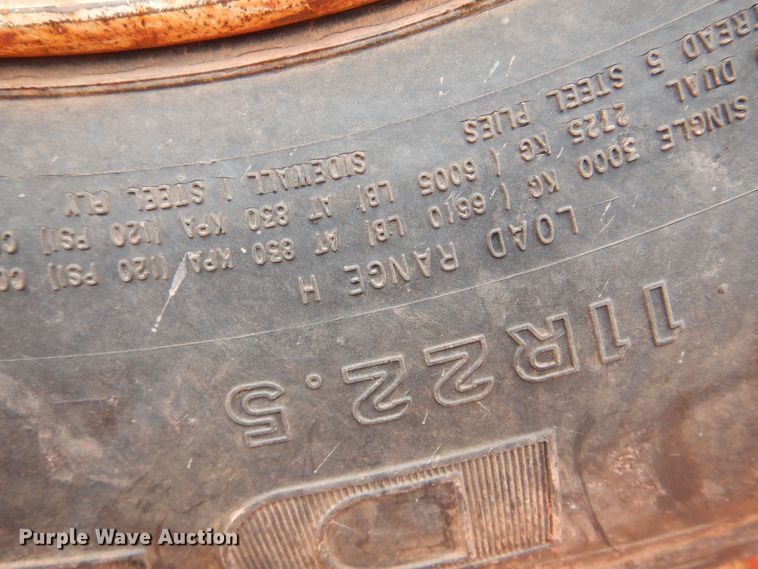 11R22.5
LOAD RANGE H
SINGLE 3000 KG (6610 LB) AT 830 KPA (120 PSI) CO
DUAL 2725 KG (6005 LB) AT 830 KPA (120 PSI) C
TREAD 5 STEEL PLIES SIDEWALL 1 STEEL PLY
Purple Wave Auction